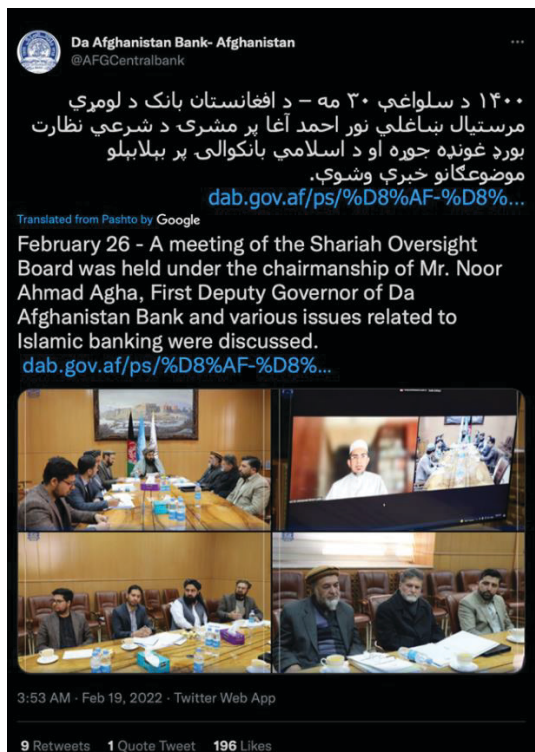 Da Afghanistan Bank- Afghanistan
@AFGCentralbank
۱۴۰۰ د سلواغې ۳۰ مه – د افغانستان بانک د لومړي
مرستیال ښاغلي نور احمد آغا پر مشرۍ د شرعي نظارت
بورډ غونډه جوړه او د اسلامي بانکوالۍ پر بېلابېلو
موضوعګانو خبرې وشوې.
dab.gov.af/ps/%D8%AF-%D8%...
Translated from Pashto by Google
February 26 - A meeting of the Shariah Oversight
Board was held under the chairmanship of Mr. Noor
Ahmad Agha, First Deputy Governor of Da
Afghanistan Bank and various issues related to
Islamic banking were discussed.
dab.gov.af/ps/%D8%AF-%D8%...
3:53 AM · Feb 19, 2022 · Twitter Web App
9 Retweets 1 Quote Tweet 196 Likes